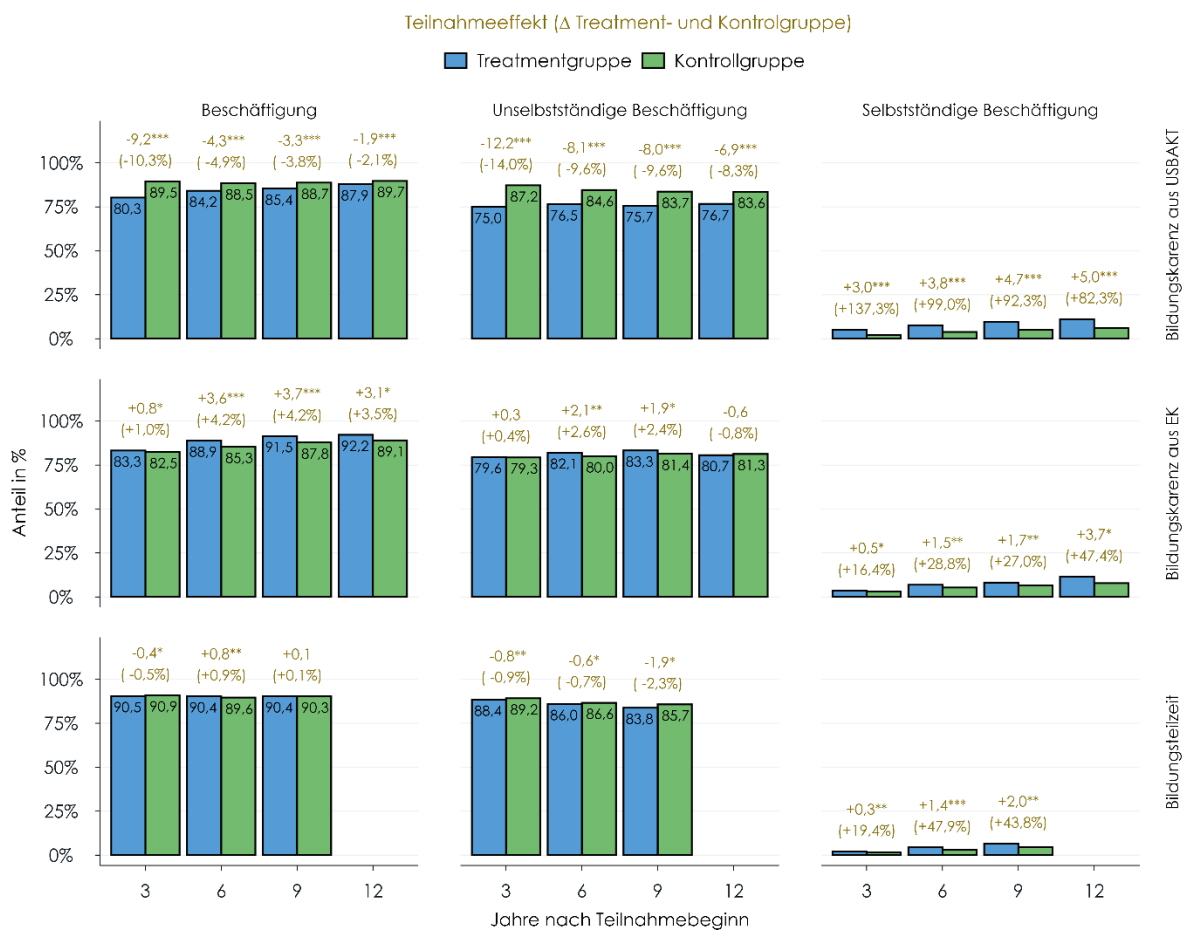 Teilnahmeeffekt (Δ Treatment- und Kontrolgruppe)
Treatmentgruppe Kontrollgruppe
Beschäftigung Unselbstständige Beschäftigung Selbstständige Beschäftigung
-9,2*** -4,3*** -3,3*** -1,9*** -12,2*** -8,1*** -8,0*** -6,9***
(-10,3%) ( -4,9%) ( -3,8%) ( -2,1%) (-14,0%) ( -9,6%) ( -9,6%) ( -8,3%)
100%
80,3 89,5 84,2 88,5 85,4 88,7 87,9 89,7 75,0 87,2 76,5 84,6 75,7 83,7 76,7 83,6
75%
50%
+3,0*** +3,8*** +4,7*** +5,0***
(+137,3%) (+99,0%) (+92,3%) (+82,3%)
25%
0%
Bildungskarenz aus USBAKT
+0,8* +3,6*** +3,7*** +3,1* +0,3 +2,1** +1,9* -0,6
(+1,0%) (+4,2%) (+4,2%) (+3,5%) (+0,4%) (+2,6%) (+2,4%) ( -0,8%)
100%
83,3 82,5 88,9 85,3 91,5 87,8 92,2 89,1 79,6 79,3 82,1 80,0 83,3 81,4 80,7 81,3
75%
50%
+0,5* +1,5** +1,7** +3,7*
(+16,4%) (+28,8%) (+27,0%) (+47,4%)
25%
0%
Bildungskarenz aus EK
Anteil in %
-0,4* +0,8** +0,1 -0,8** -0,6* -1,9*
( -0,5%) (+0,9%) (+0,1%) ( -0,9%) ( -0,7%) ( -2,3%)
100%
90,5 90,9 90,4 89,6 90,4 90,3 88,4 89,2 86,0 86,6 83,8 85,7
75%
50%
+0,3** +1,4*** +2,0**
(+19,4%) (+47,9%) (+43,8%)
25%
0%
Bildungsteilzeit
3 6 9 12 3 6 9 12 3 6 9 12
Jahre nach Teilnahmebeginn